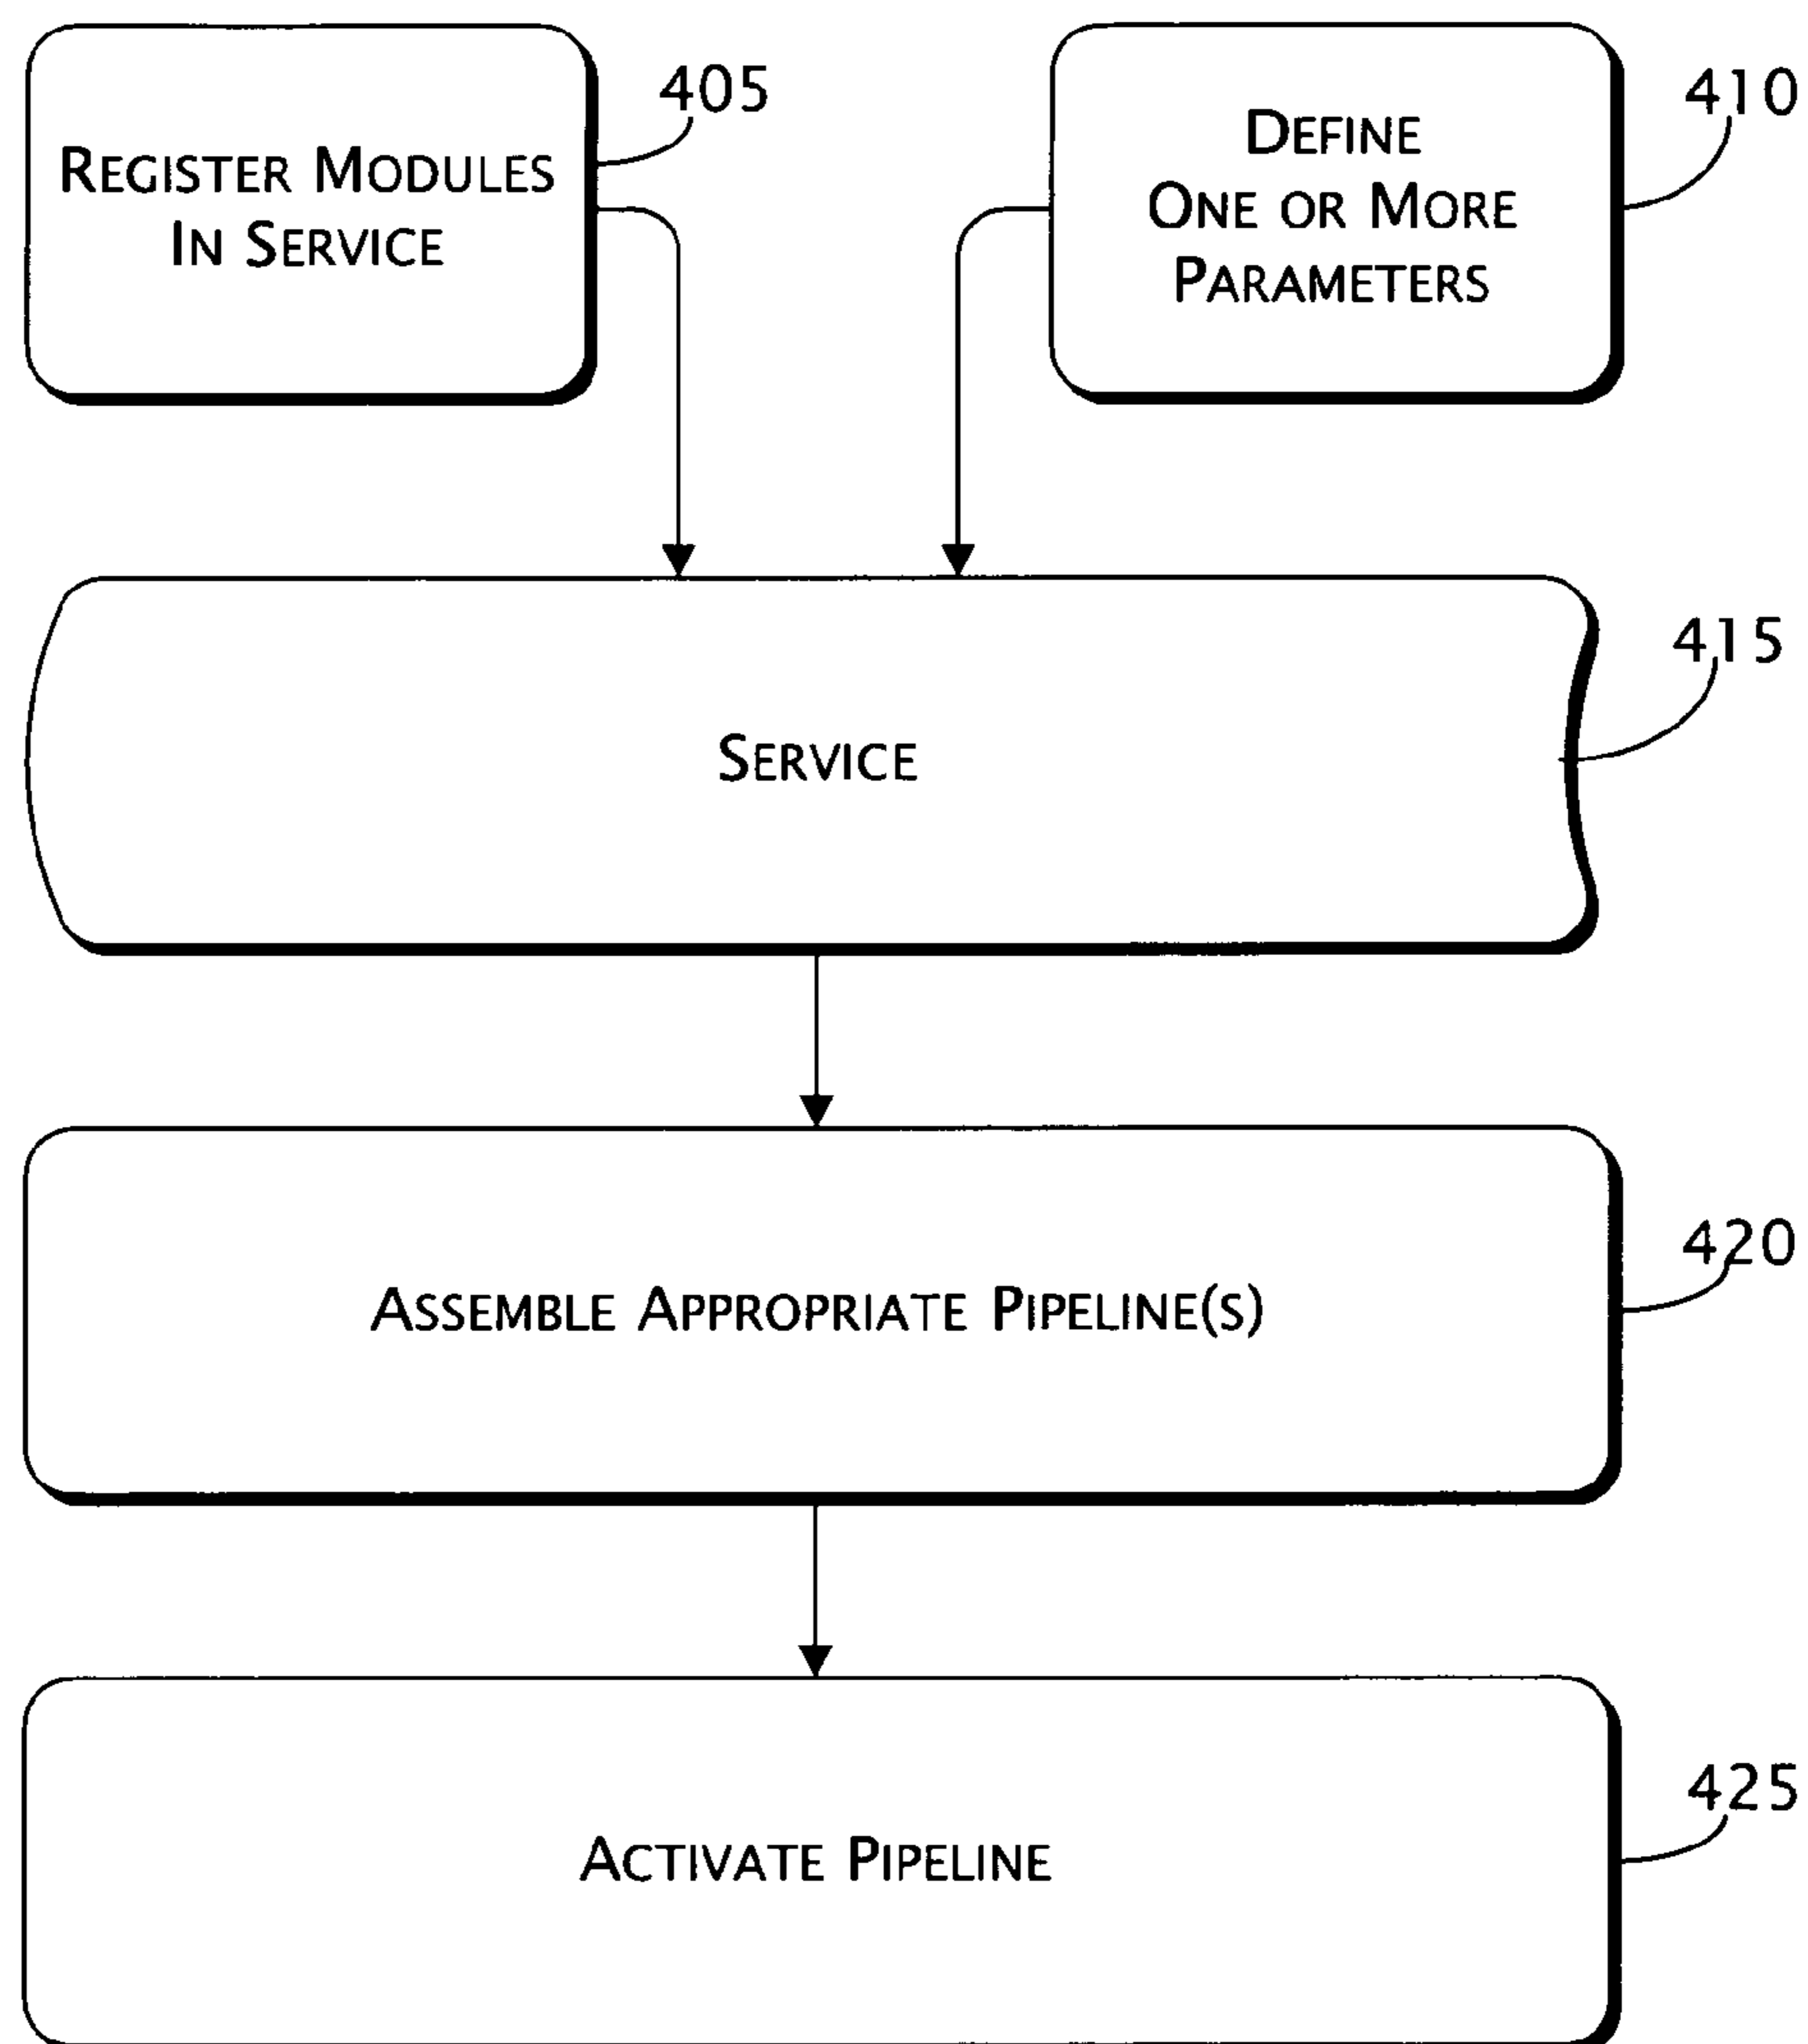 REGISTER MODULES
IN SERVICE
405
DEFINE
ONE OR MORE
PARAMETERS
410
SERVICE
415
ASSEMBLE APPROPRIATE PIPELINE(S)
420
ACTIVATE PIPELINE
425